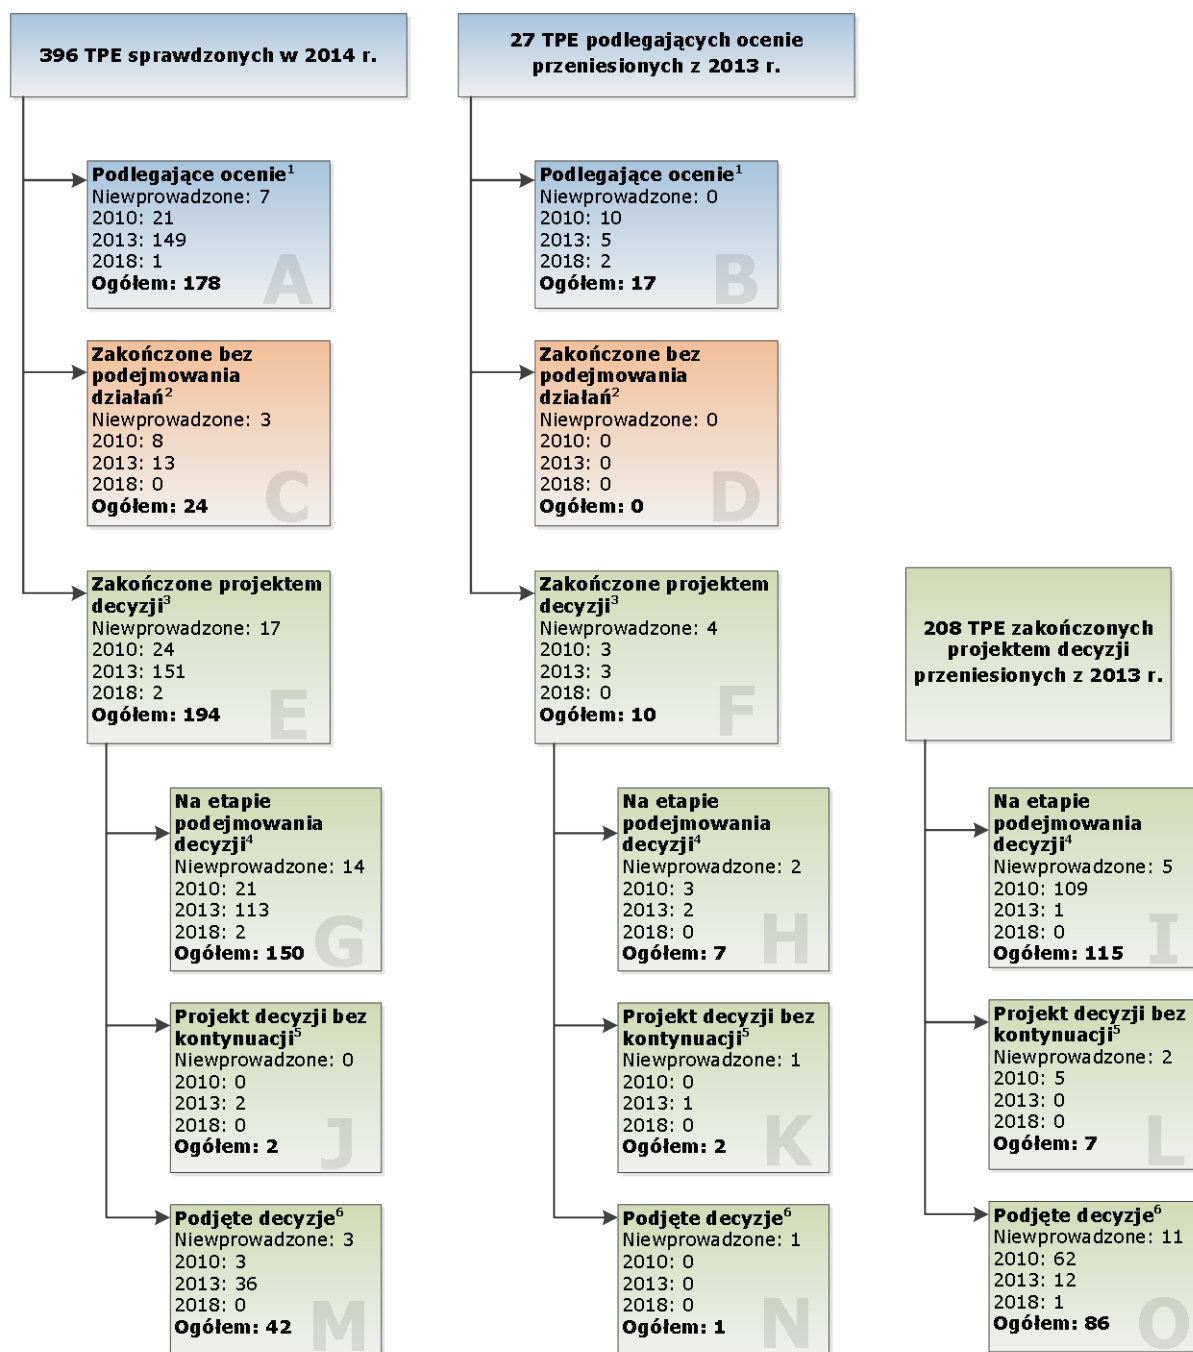 396 TPE sprawdzonych w 2014 r.
27 TPE podlegających ocenie
przeniesionych z 2013 r.
Podlegające ocenie¹
Niewprowadzone: 7
2010: 21
2013: 149
2018: 1
Ogółem: 178
A
Podlegające ocenie¹
Niewprowadzone: 0
2010: 10
2013: 5
2018: 2
Ogółem: 17
B
Zakończone bez
podejmowania
działań²
Niewprowadzone: 3
2010: 8
2013: 13
2018: 0
Ogółem: 24
C
Zakończone bez
podejmowania
działań²
Niewprowadzone: 0
2010: 0
2013: 0
2018: 0
Ogółem: 0
D
Zakończone projektem
decyzji³
Niewprowadzone: 17
2010: 24
2013: 151
2018: 2
Ogółem: 194
E
Zakończone projektem
decyzji³
Niewprowadzone: 4
2010: 3
2013: 3
2018: 0
Ogółem: 10
F
208 TPE zakończonych
projektem decyzji
przeniesionych z 2013 r.
Na etapie
podejmowania
decyzji⁴
Niewprowadzone: 14
2010: 21
2013: 113
2018: 2
Ogółem: 150
G
Na etapie
podejmowania
decyzji⁴
Niewprowadzone: 2
2010: 3
2013: 2
2018: 0
Ogółem: 7
H
Na etapie
podejmowania
decyzji⁴
Niewprowadzone: 5
2010: 109
2013: 1
2018: 0
Ogółem: 115
I
Projekt decyzji bez
kontynuacji⁵
Niewprowadzone: 0
2010: 0
2013: 2
2018: 0
Ogółem: 2
J
Projekt decyzji bez
kontynuacji⁵
Niewprowadzone: 1
2010: 0
2013: 1
2018: 0
Ogółem: 2
K
Projekt decyzji bez
kontynuacji⁵
Niewprowadzone: 2
2010: 5
2013: 0
2018: 0
Ogółem: 7
L
Podjęte decyzje⁶
Niewprowadzone: 3
2010: 3
2013: 36
2018: 0
Ogółem: 42
M
Podjęte decyzje⁶
Niewprowadzone: 1
2010: 0
2013: 0
2018: 0
Ogółem: 1
N
Podjęte decyzje⁶
Niewprowadzone: 11
2010: 62
2013: 12
2018: 1
Ogółem: 86
O